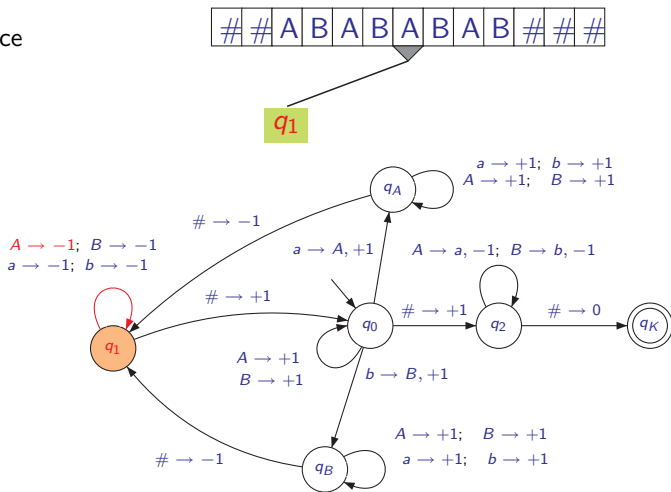 ce
# # A B A B A B A B # # #
q1
qA
a → +1; b → +1
A → +1; B → +1
# → −1
A → −1; B → −1
a → −1; b → −1
a → A, +1
A → a, −1; B → b, −1
# → +1
# → +1
# → 0
q1
q0
q2
qK
A → +1
B → +1
b → B, +1
A → +1; B → +1
a → +1; b → +1
# → −1
qB